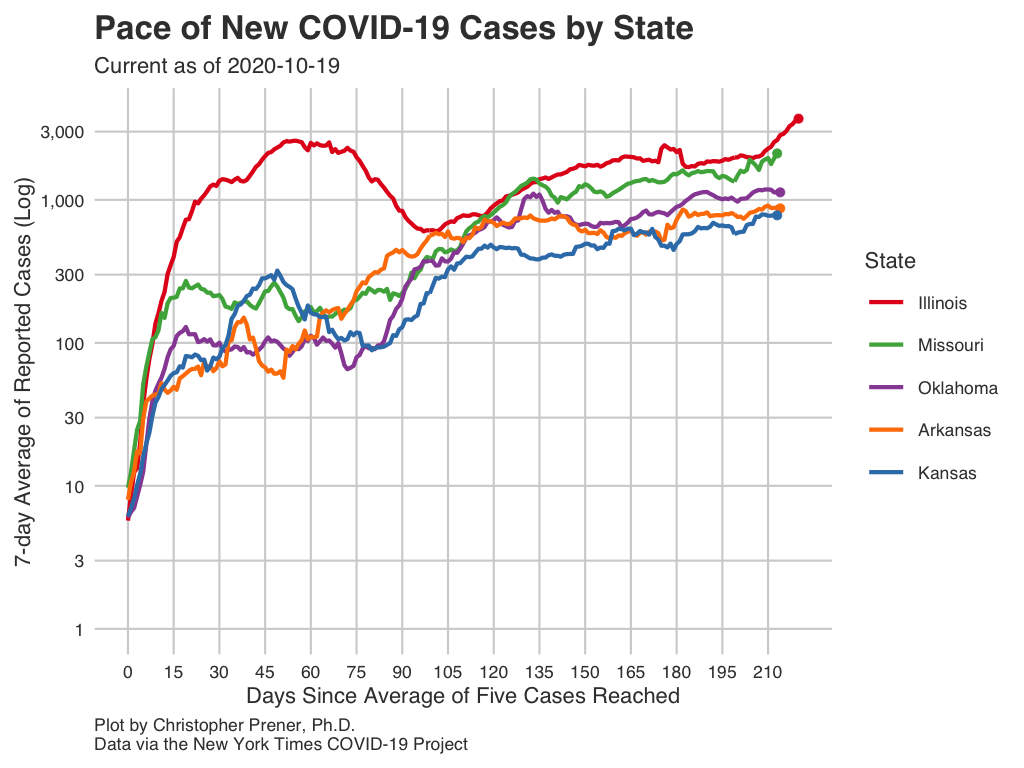 Pace of New COVID-19 Cases by State
Current as of 2020-10-19
7-day Average of Reported Cases (Log)
3,000
1,000
300
100
30
10
3
1
0 15 30 45 60 75 90 105 120 135 150 165 180 195 210
Days Since Average of Five Cases Reached
State
Illinois
Missouri
Oklahoma
Arkansas
Kansas
Plot by Christopher Prener, Ph.D.
Data via the New York Times COVID-19 Project